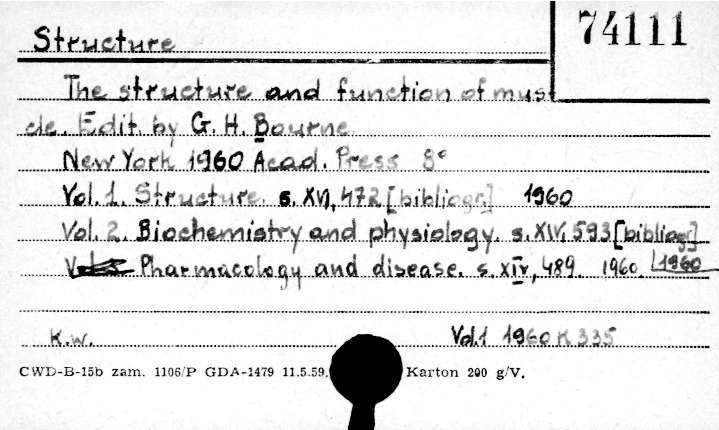 74111
Structure
The structure and function of mus
cle. Edit. by G. H. Bourne.
New York 1960 Acad. Press 8°
Vol. 1. Structure. s. XVI, 472 [bibliogr.] 1960
Vol. 2. Biochemistry and physiology. s. XIV, 593 [bibliogr]
Pharmacology and disease. s. XIV, 489. 1960. 1960
K.w. Vol.1 1960 K 335
CWD-B-15b zam. 1106/P GDA-1479 11.5.59. Karton 200 g/V.